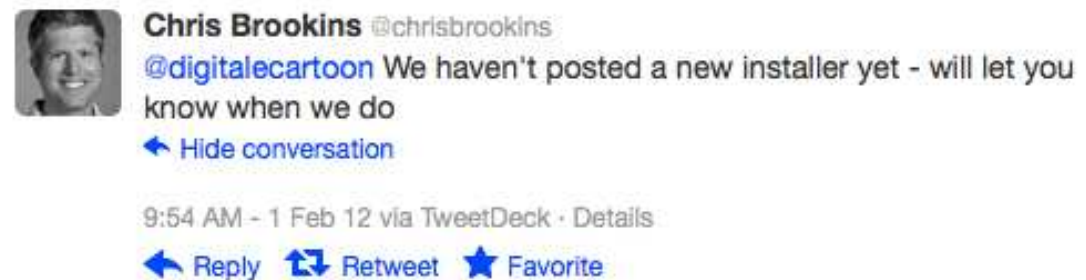 Chris Brookins @chrisbrookins
@digitalecartoon We haven't posted a new installer yet - will let you
know when we do
Hide conversation
9:54 AM - 1 Feb 12 via TweetDeck · Details
Reply Retweet Favorite